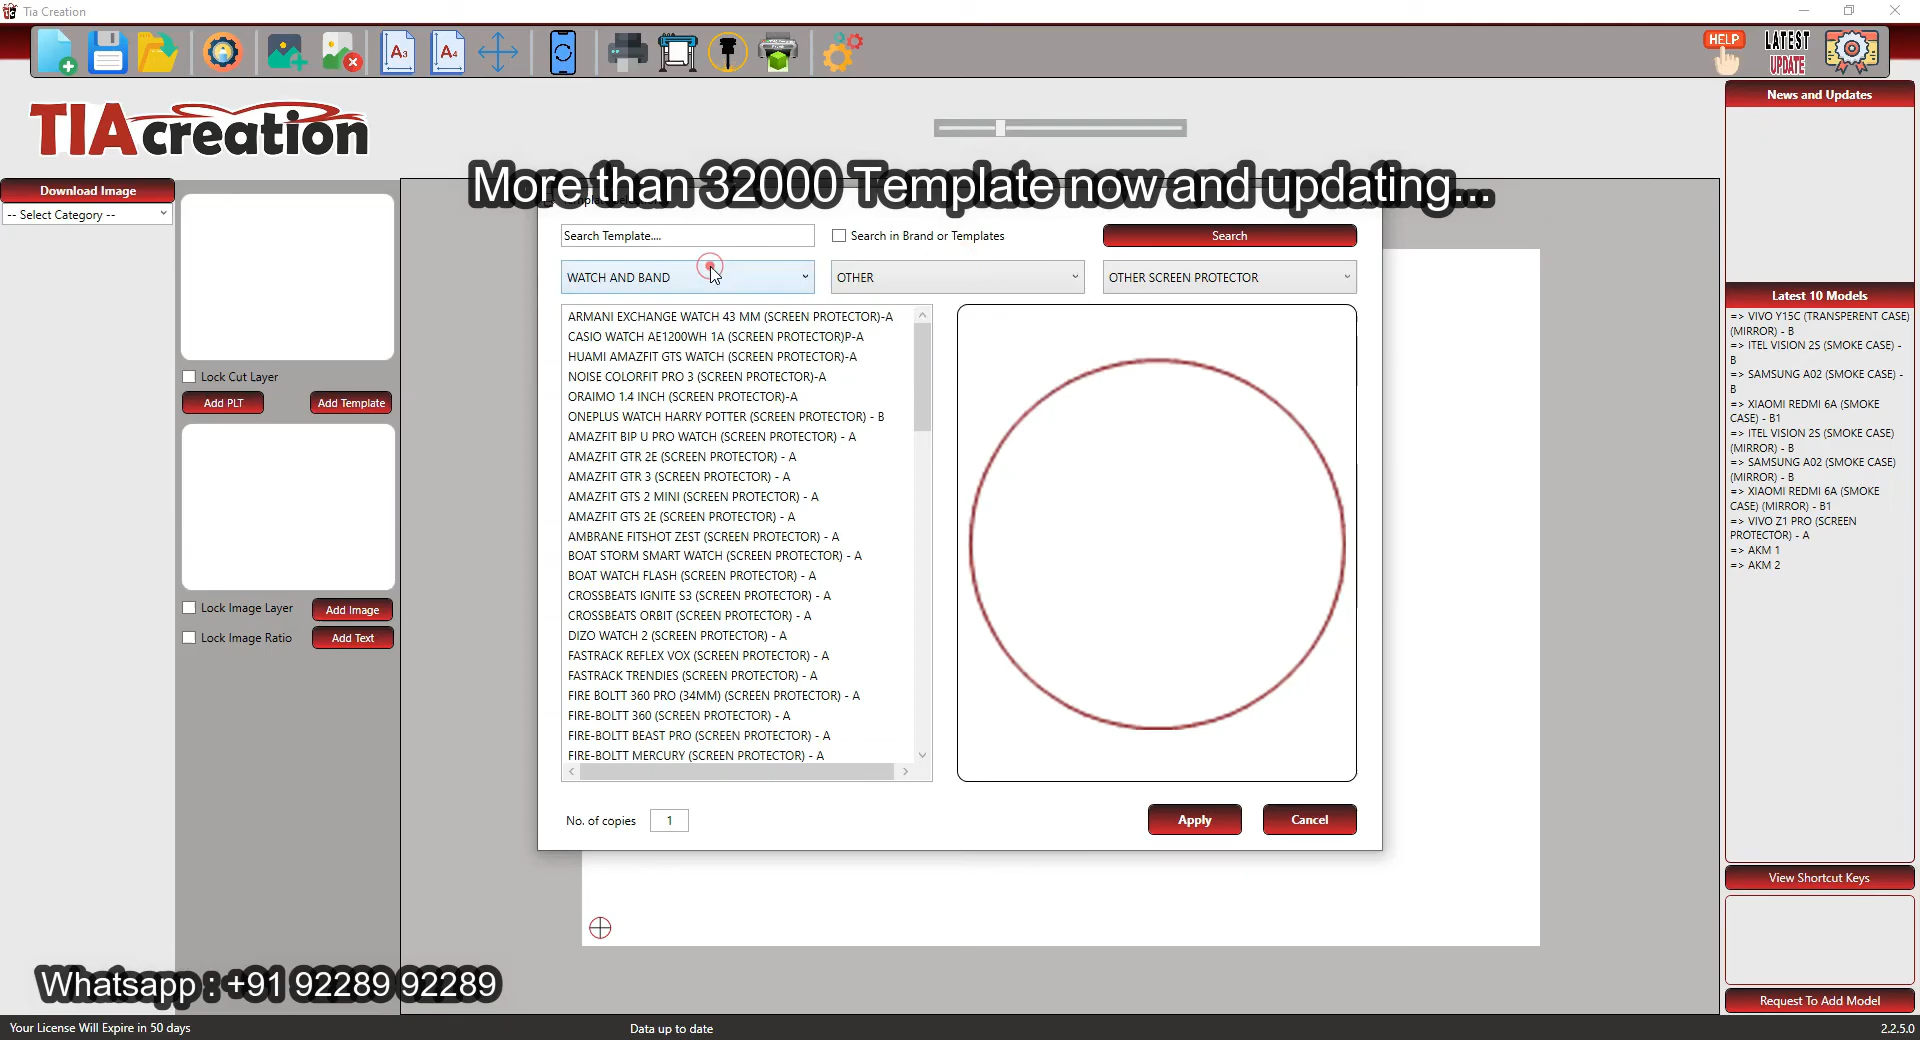 Tia Creation
A3
A4
HELP
LATEST
UPDATE
TIAcreation
More than 32000 Template now and updating...
Download Image
-- Select Category --
Lock Cut Layer
Add PLT
Add Template
Lock Image Layer
Add Image
Lock Image Ratio
Add Text
Search Template....
Search in Brand or Templates
Search
WATCH AND BAND
OTHER
OTHER SCREEN PROTECTOR
ARMANI EXCHANGE WATCH 43 MM (SCREEN PROTECTOR)-A
CASIO WATCH AE1200WH 1A (SCREEN PROTECTOR)P-A
HUAMI AMAZFIT GTS WATCH (SCREEN PROTECTOR)-A
NOISE COLORFIT PRO 3 (SCREEN PROTECTOR)-A
ORAIMO 1.4 INCH (SCREEN PROTECTOR)-A
ONEPLUS WATCH HARRY POTTER (SCREEN PROTECTOR) - B
AMAZFIT BIP U PRO WATCH (SCREEN PROTECTOR) - A
AMAZFIT GTR 2E (SCREEN PROTECTOR) - A
AMAZFIT GTR 3 (SCREEN PROTECTOR) - A
AMAZFIT GTS 2 MINI (SCREEN PROTECTOR) - A
AMAZFIT GTS 2E (SCREEN PROTECTOR) - A
AMBRANE FITSHOT ZEST (SCREEN PROTECTOR) - A
BOAT STORM SMART WATCH (SCREEN PROTECTOR) - A
BOAT WATCH FLASH (SCREEN PROTECTOR) - A
CROSSBEATS IGNITE S3 (SCREEN PROTECTOR) - A
CROSSBEATS ORBIT (SCREEN PROTECTOR) - A
DIZO WATCH 2 (SCREEN PROTECTOR) - A
FASTRACK REFLEX VOX (SCREEN PROTECTOR) - A
FASTRACK TRENDIES (SCREEN PROTECTOR) - A
FIRE BOLTT 360 PRO (34MM) (SCREEN PROTECTOR) - A
FIRE-BOLTT 360 (SCREEN PROTECTOR) - A
FIRE-BOLTT BEAST PRO (SCREEN PROTECTOR) - A
FIRE-BOLTT MERCURY (SCREEN PROTECTOR) - A
No. of copies
1
Apply
Cancel
News and Updates
Latest 10 Models
=> VIVO Y15C (TRANSPERENT CASE)
(MIRROR) - B
=> ITEL VISION 2S (SMOKE CASE) -
B
=> SAMSUNG A02 (SMOKE CASE) -
B
=> XIAOMI REDMI 6A (SMOKE
CASE) - B1
=> ITEL VISION 2S (SMOKE CASE)
(MIRROR) - B
=> SAMSUNG A02 (SMOKE CASE)
(MIRROR) - B
=> XIAOMI REDMI 6A (SMOKE
CASE) (MIRROR) - B1
=> VIVO Z1 PRO (SCREEN
PROTECTOR) - A
=> AKM 1
=> AKM 2
View Shortcut Keys
Request To Add Model
Whatsapp : +91 92289 92289
Your License Will Expire in 50 days
Data up to date
2.2.5.0